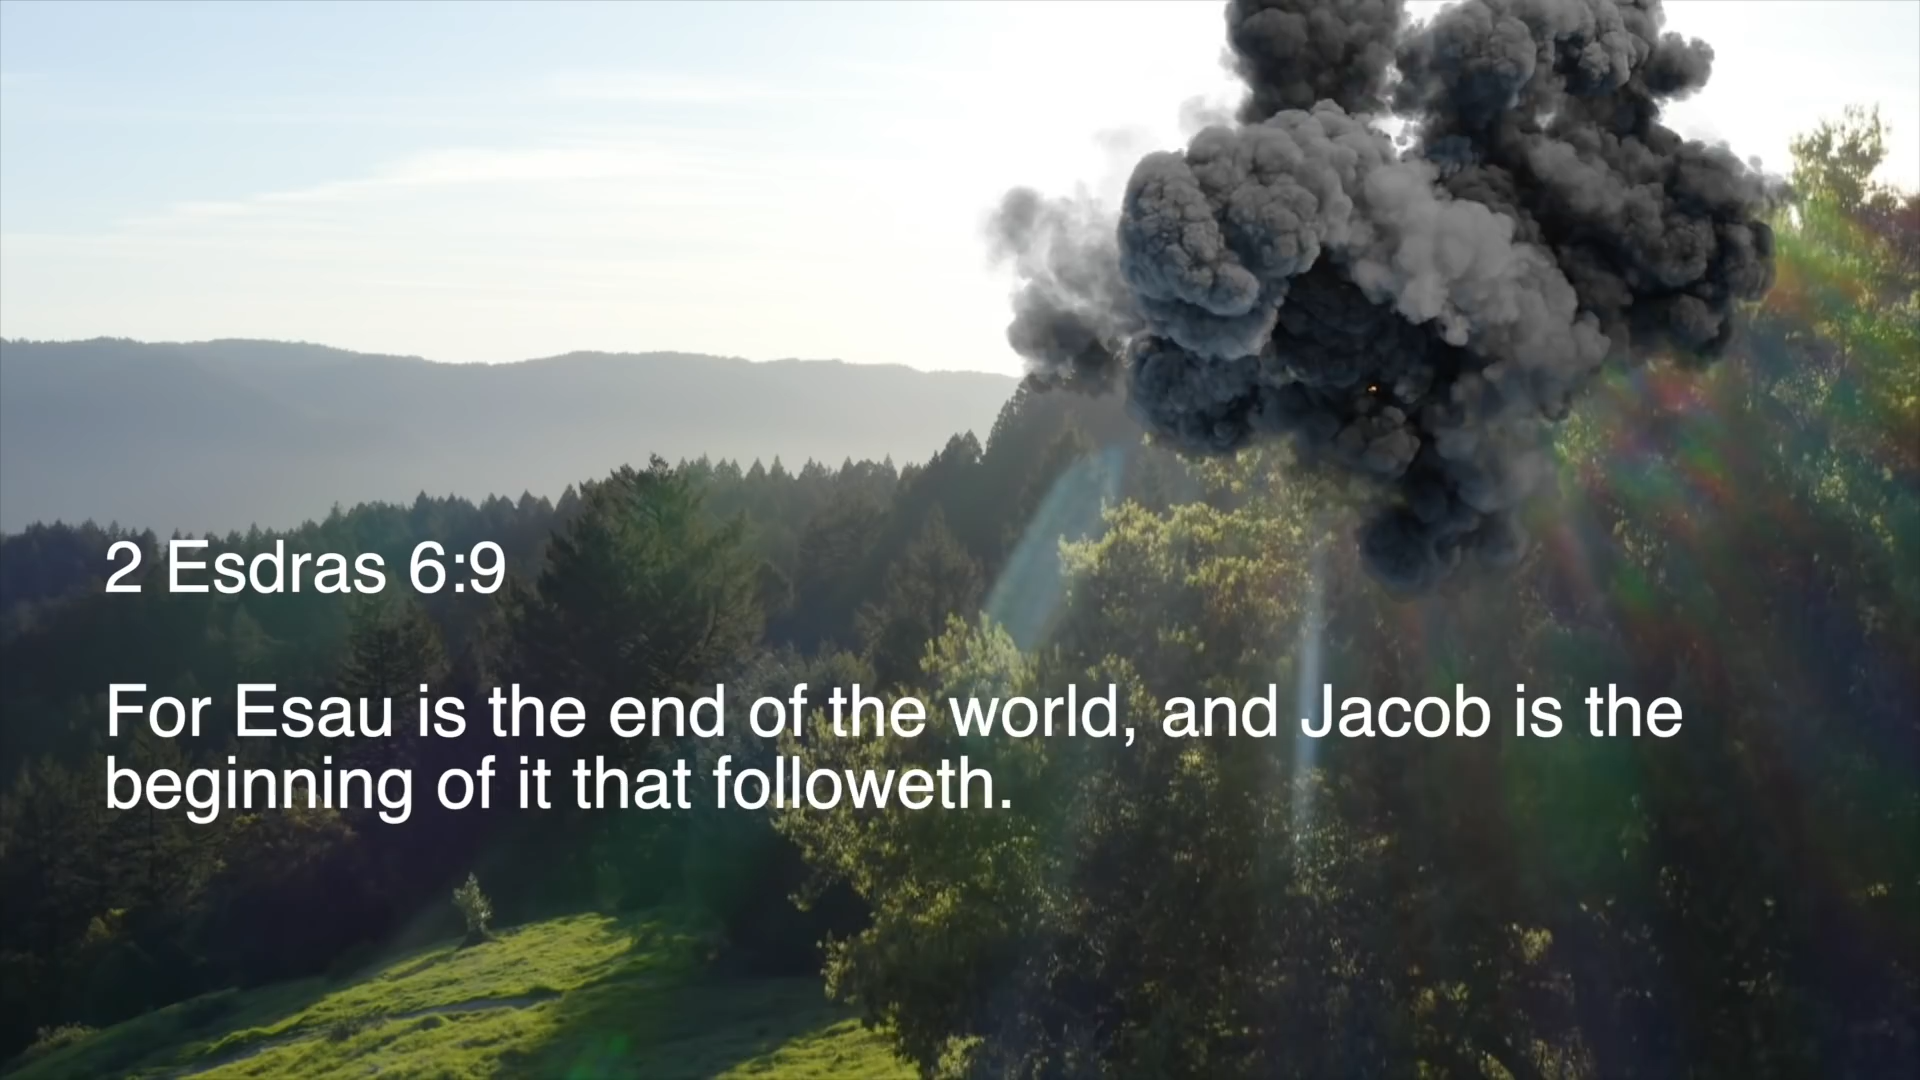 2 Esdras 6:9
For Esau is the end of the world, and Jacob is the
beginning of it that followeth.